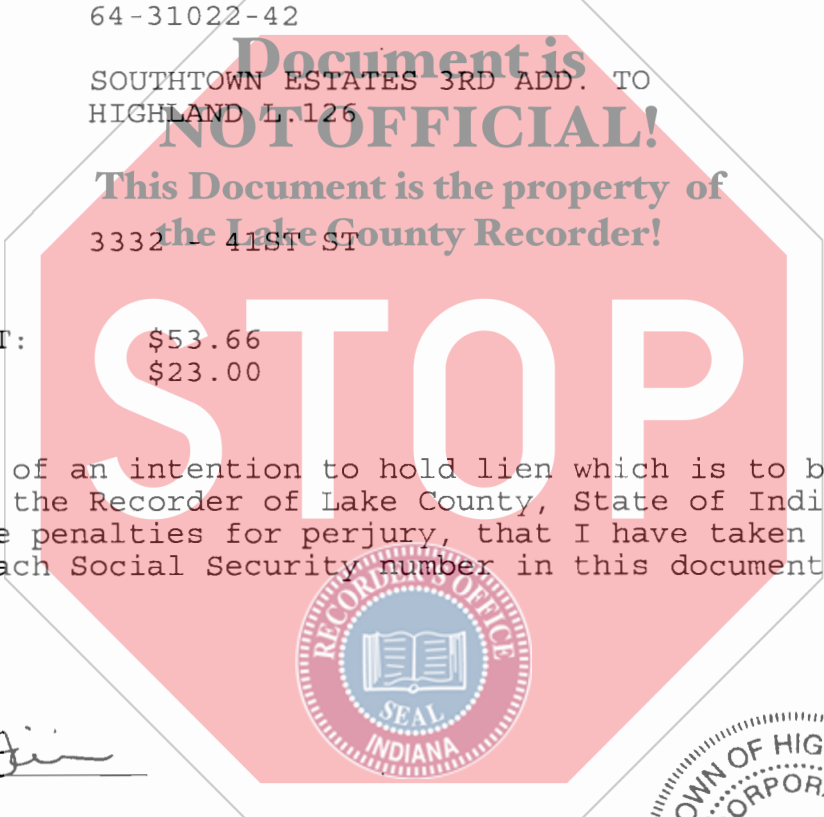 64-31022-42
Document is
SOUTHTOWN ESTATES 3RD ADD. TO
HIGHLAND L.126
NOT OFFICIAL!
This Document is the property of
the Lake County Recorder!
3332 - 41ST ST
T: $53.66
$23.00
STOP
of an intention to hold lien which is to b
the Recorder of Lake County, State of Indi
e penalties for perjury, that I have taken
ach Social Security number in this document
RECORDER'S OFFICE
SEAL
INDIANA
OWN OF HIG
ORPOR